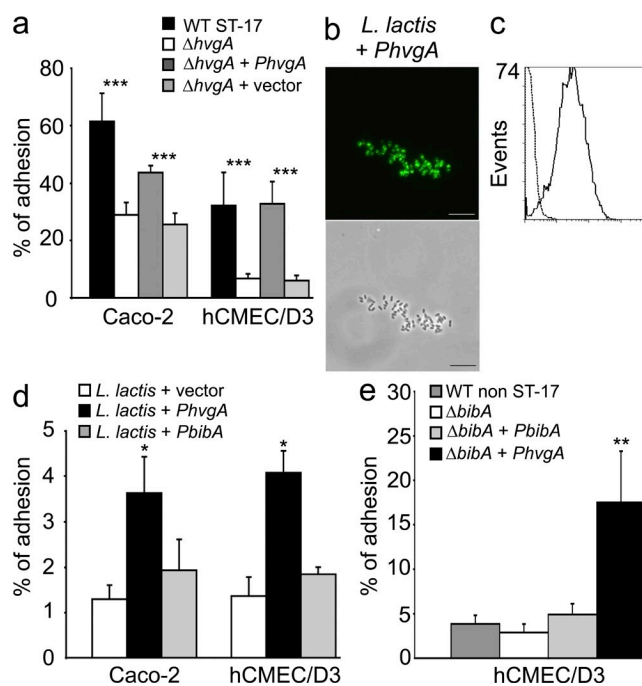 a
WT ST-17
ΔhvgA
ΔhvgA + PhvgA
ΔhvgA + vector
% of adhesion
80
60
40
20
0
***
***
***
***
Caco-2
hCMEC/D3
b
L. lactis
+ PhvgA
c
74
Events
d
L. lactis + vector
L. lactis + PhvgA
L. lactis + PbibA
% of adhesion
5
4
3
2
1
0
*
*
Caco-2
hCMEC/D3
e
WT non ST-17
ΔbibA
ΔbibA + PbibA
ΔbibA + PhvgA
% of adhesion
30
25
20
15
10
5
0
**
hCMEC/D3